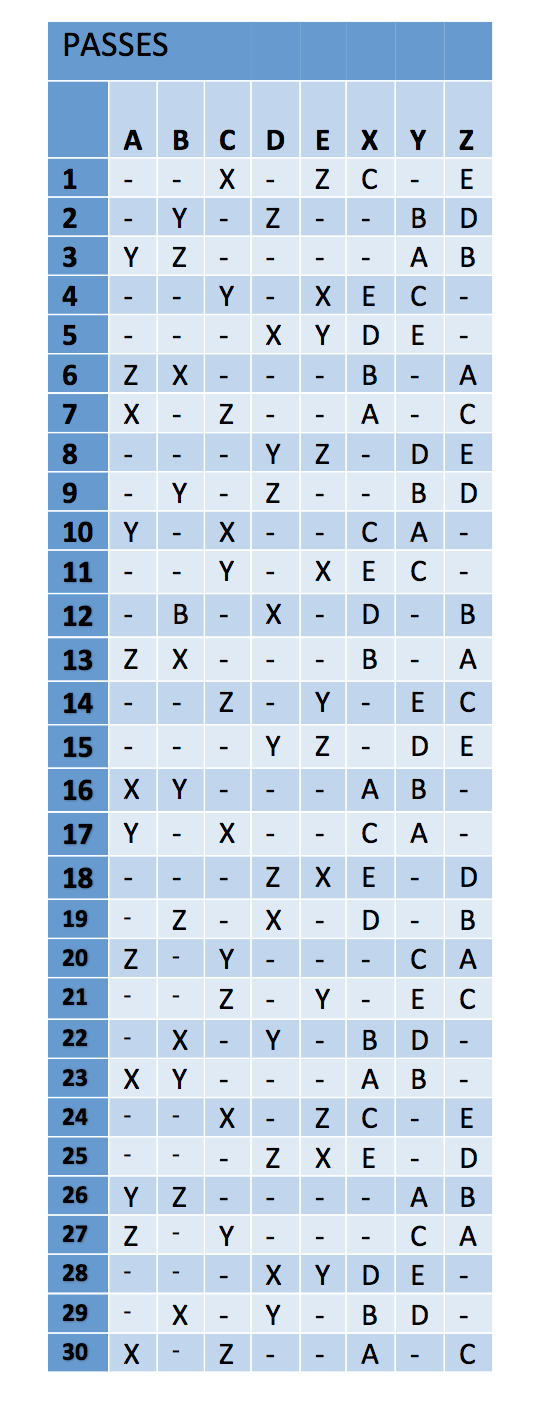 PASSES
A B C D E X Y Z
1 - - X - Z C - E
2 - Y - Z - - B D
3 Y Z - - - - A B
4 - - Y - X E C -
5 - - - X Y D E -
6 Z X - - - B - A
7 X - Z - - A - C
8 - - - Y Z - D E
9 - Y - Z - - B D
10 Y - X - - C A -
11 - - Y - X E C -
12 - B - X - D - B
13 Z X - - - B - A
14 - - Z - Y - E C
15 - - - Y Z - D E
16 X Y - - - A B -
17 Y - X - - C A -
18 - - - Z X E - D
19 - Z - X - D - B
20 Z - Y - - - C A
21 - - Z - Y - E C
22 - X - Y - B D -
23 X Y - - - A B -
24 - - X - Z C - E
25 - - - Z X E - D
26 Y Z - - - - A B
27 Z - Y - - - C A
28 - - - X Y D E -
29 - X - Y - B D -
30 X - Z - - A - C